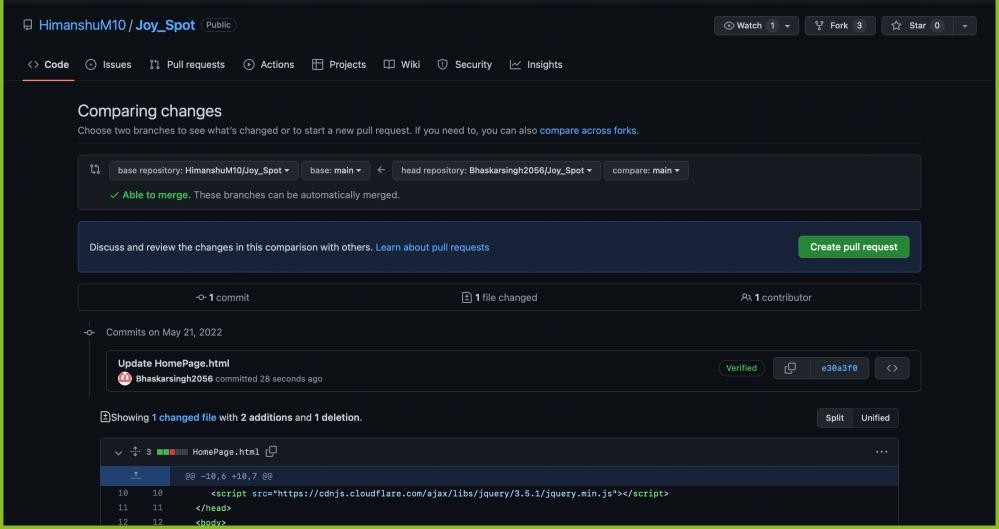 HimanshuM10 / Joy_Spot Public Watch 1 Fork 3 Star 0
Code Issues Pull requests Actions Projects Wiki Security Insights
Comparing changes
Choose two branches to see what's changed or to start a new pull request. If you need to, you can also compare across forks.
base repository: HimanshuM10/Joy_Spot base: main ← head repository: Bhaskarsingh2056/Joy_Spot compare: main
✓ Able to merge. These branches can be automatically merged.
Discuss and review the changes in this comparison with others. Learn about pull requests Create pull request
1 commit 1 file changed 1 contributor
Commits on May 21, 2022
Update HomePage.html
Bhaskarsingh2056 committed 28 seconds ago Verified e30a3f0 <>
Showing 1 changed file with 2 additions and 1 deletion. Split Unified
3 HomePage.html ...
@@ -10,6 +10,7 @@
10 10 <script src="https://cdnjs.cloudflare.com/ajax/libs/jquery/3.5.1/jquery.min.js"></script>
11 11 </head>
12 12 <body>